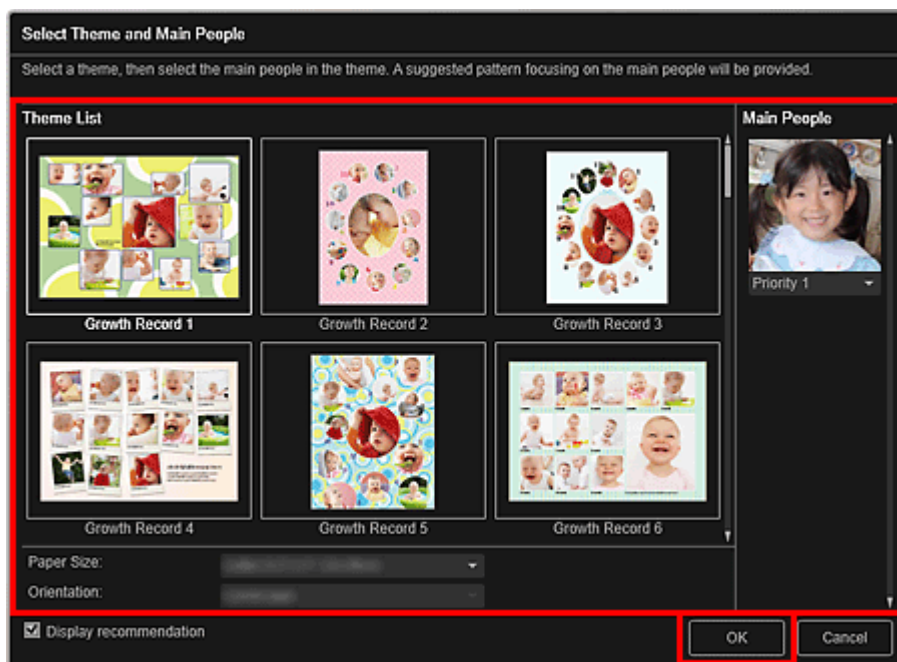 Select Theme and Main People
Select a theme, then select the main people in the theme. A suggested pattern focusing on the main people will be provided.
Theme List
Main People
Growth Record 1
Growth Record 2
Growth Record 3
Priority 1
Growth Record 4
Growth Record 5
Growth Record 6
Paper Size:
Orientation:
Display recommendation
OK
Cancel